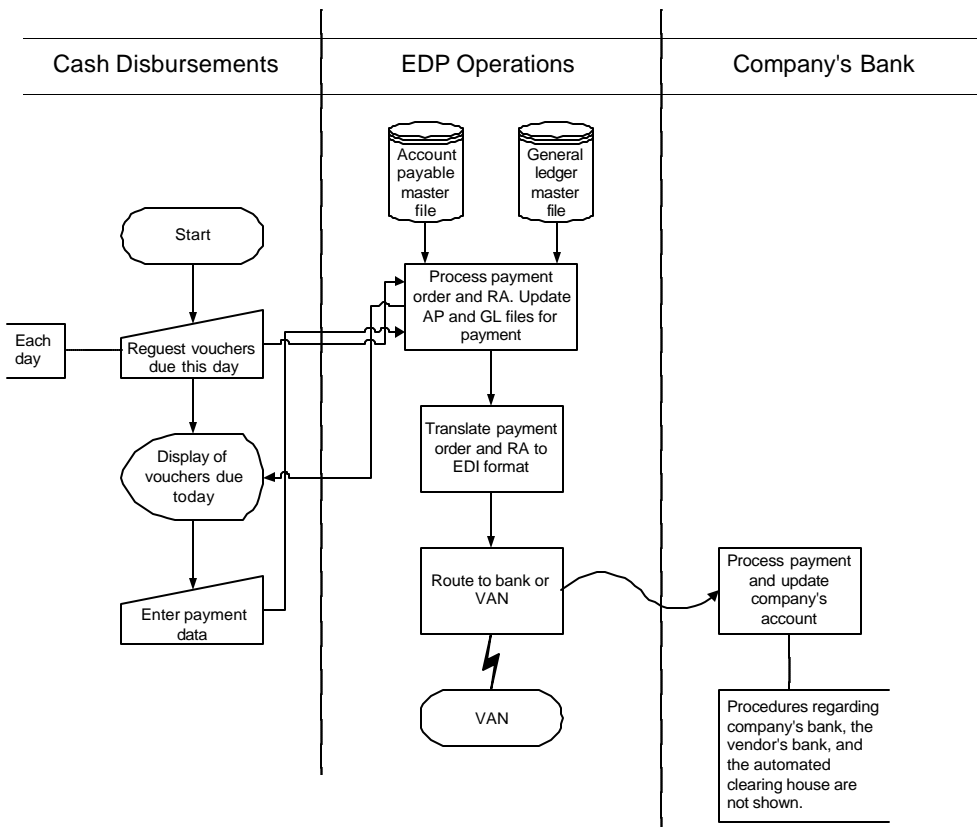 Cash Disbursements
EDP Operations
Company's Bank
Account
payable
master
file
General
ledger
master
file
Start
Process payment
order and RA. Update
AP and GL files for
payment
Each
day
Reguest vouchers
due this day
Translate payment
order and RA to
EDI format
Display of
vouchers due
today
Route to bank or
VAN
Process payment
and update
company's
account
Enter payment
data
VAN
Procedures regarding
company's bank, the
vendor's bank, and
the automated
clearing house are
not shown.